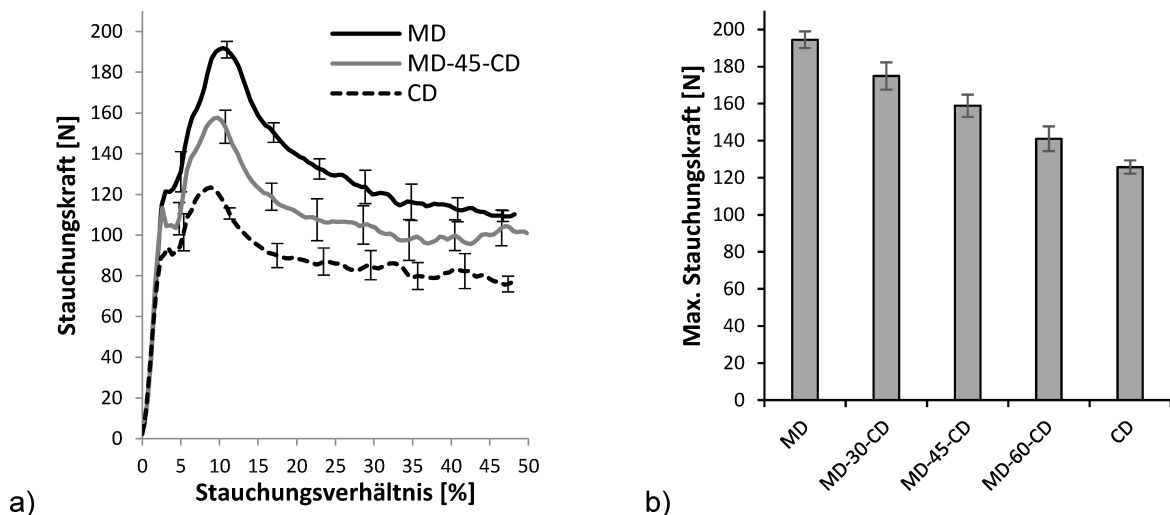 200
180
160
140
120
100
80
60
40
20
0
Stauchungskraft [N]
MD
MD-45-CD
CD
0 5 10 15 20 25 30 35 40 45 50
Stauchungsverhältnis [%]
a)
200
180
160
140
120
100
80
60
40
20
0
Max. Stauchungskraft [N]
MD
MD-30-CD
MD-45-CD
MD-60-CD
CD
b)